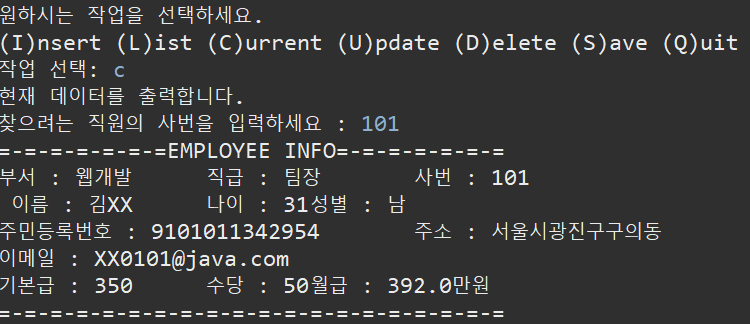 원하시는 작업을 선택하세요.
(I)nsert (L)ist (C)urrent (U)pdate (D)elete (S)ave (Q)uit
작업 선택: c
현재 데이터를 출력합니다.
찾으려는 직원의 사번을 입력하세요 : 101
=-=-=-=-=-=-=EMPLOYEE INFO=-=-=-=-=-=-=
부서 : 웹개발 직급 : 팀장 사번 : 101
이름 : 김XX 나이 : 31성별 : 남
주민등록번호 : 9101011342954 주소 : 서울시광진구구의동
이메일 : XX0101@java.com
기본급 : 350 수당 : 50월급 : 392.0만원
=-=-=-=-=-=-=-=-=-=-=-=-=-=-=-=-=-=-=-=